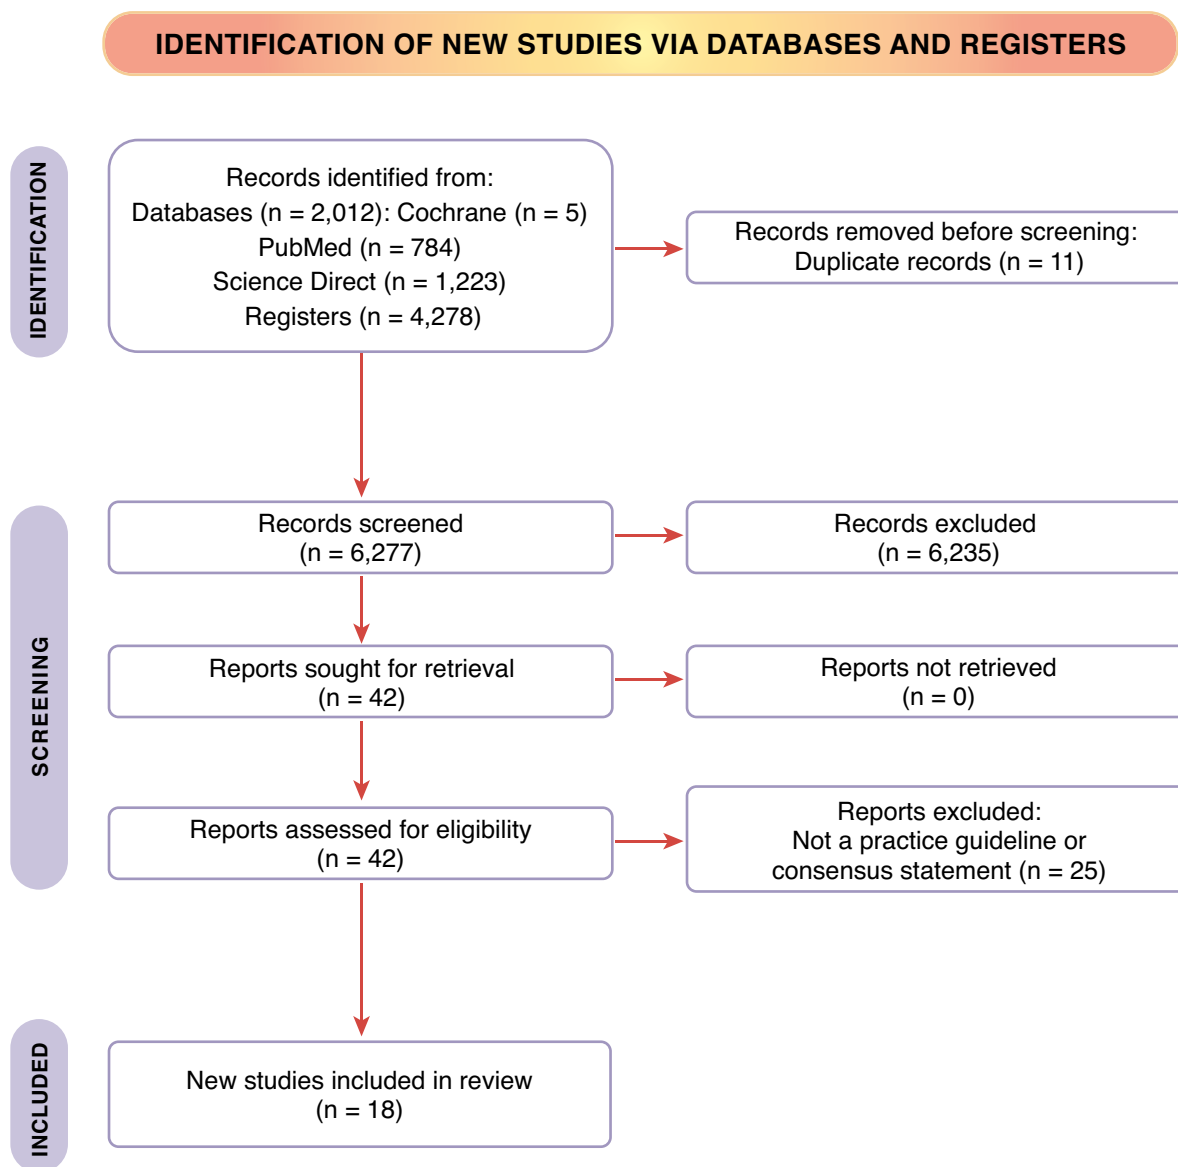 IDENTIFICATION OF NEW STUDIES VIA DATABASES AND REGISTERS
IDENTIFICATION
Records identified from:
Databases (n = 2,012): Cochrane (n = 5)
PubMed (n = 784)
Science Direct (n = 1,223)
Registers (n = 4,278)
Records removed before screening:
Duplicate records (n = 11)
SCREENING
Records screened
(n = 6,277)
Records excluded
(n = 6,235)
Reports sought for retrieval
(n = 42)
Reports not retrieved
(n = 0)
Reports assessed for eligibility
(n = 42)
Reports excluded:
Not a practice guideline or
consensus statement (n = 25)
INCLUDED
New studies included in review
(n = 18)